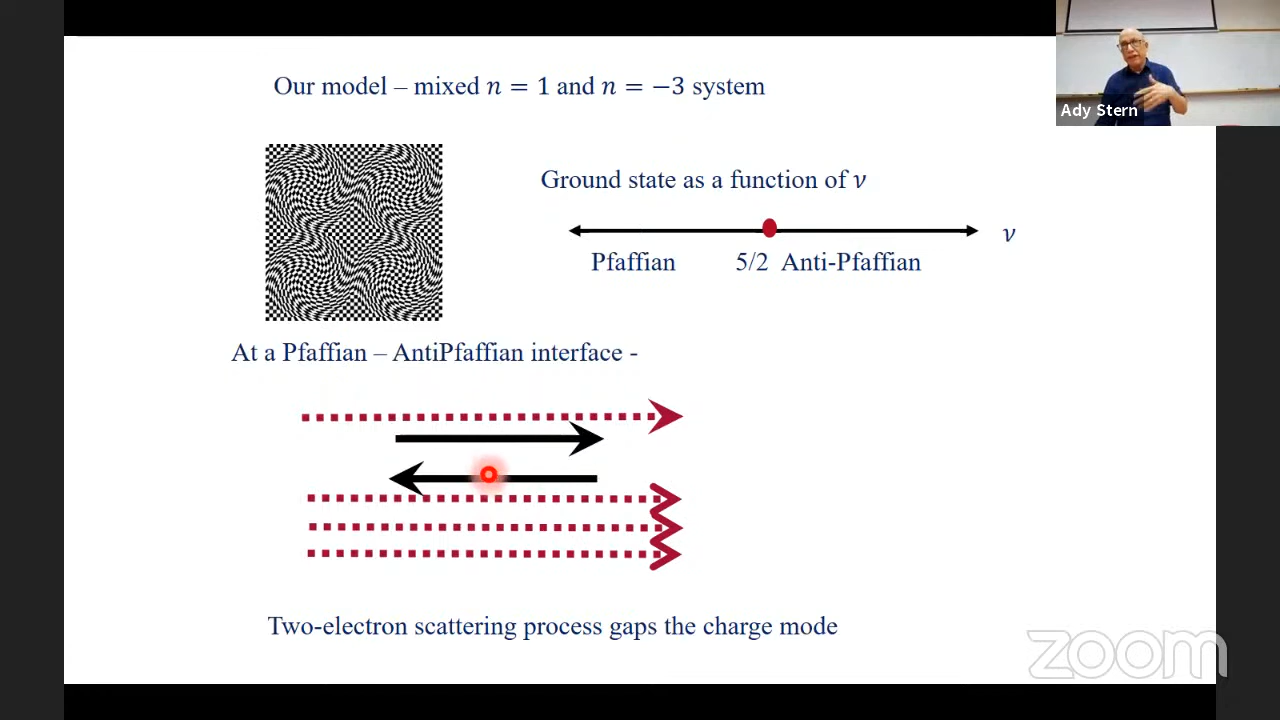 Our model – mixed 𝑛 = 1 and 𝑛 = −3 system
Ady Stern
Ground state as a function of 𝜈
𝜈
Pfaffian 5/2 Anti-Pfaffian
At a Pfaffian – AntiPfaffian interface -
Two-electron scattering process gaps the charge mode
zoom